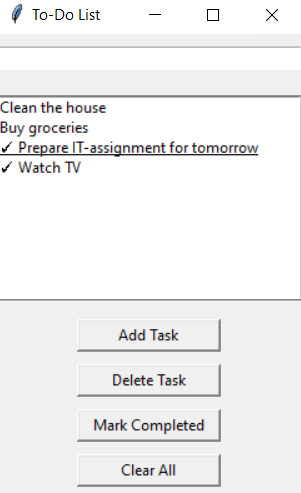 To-Do List
Clean the house
Buy groceries
✓ Prepare IT-assignment for tomorrow
✓ Watch TV
Add Task
Delete Task
Mark Completed
Clear All